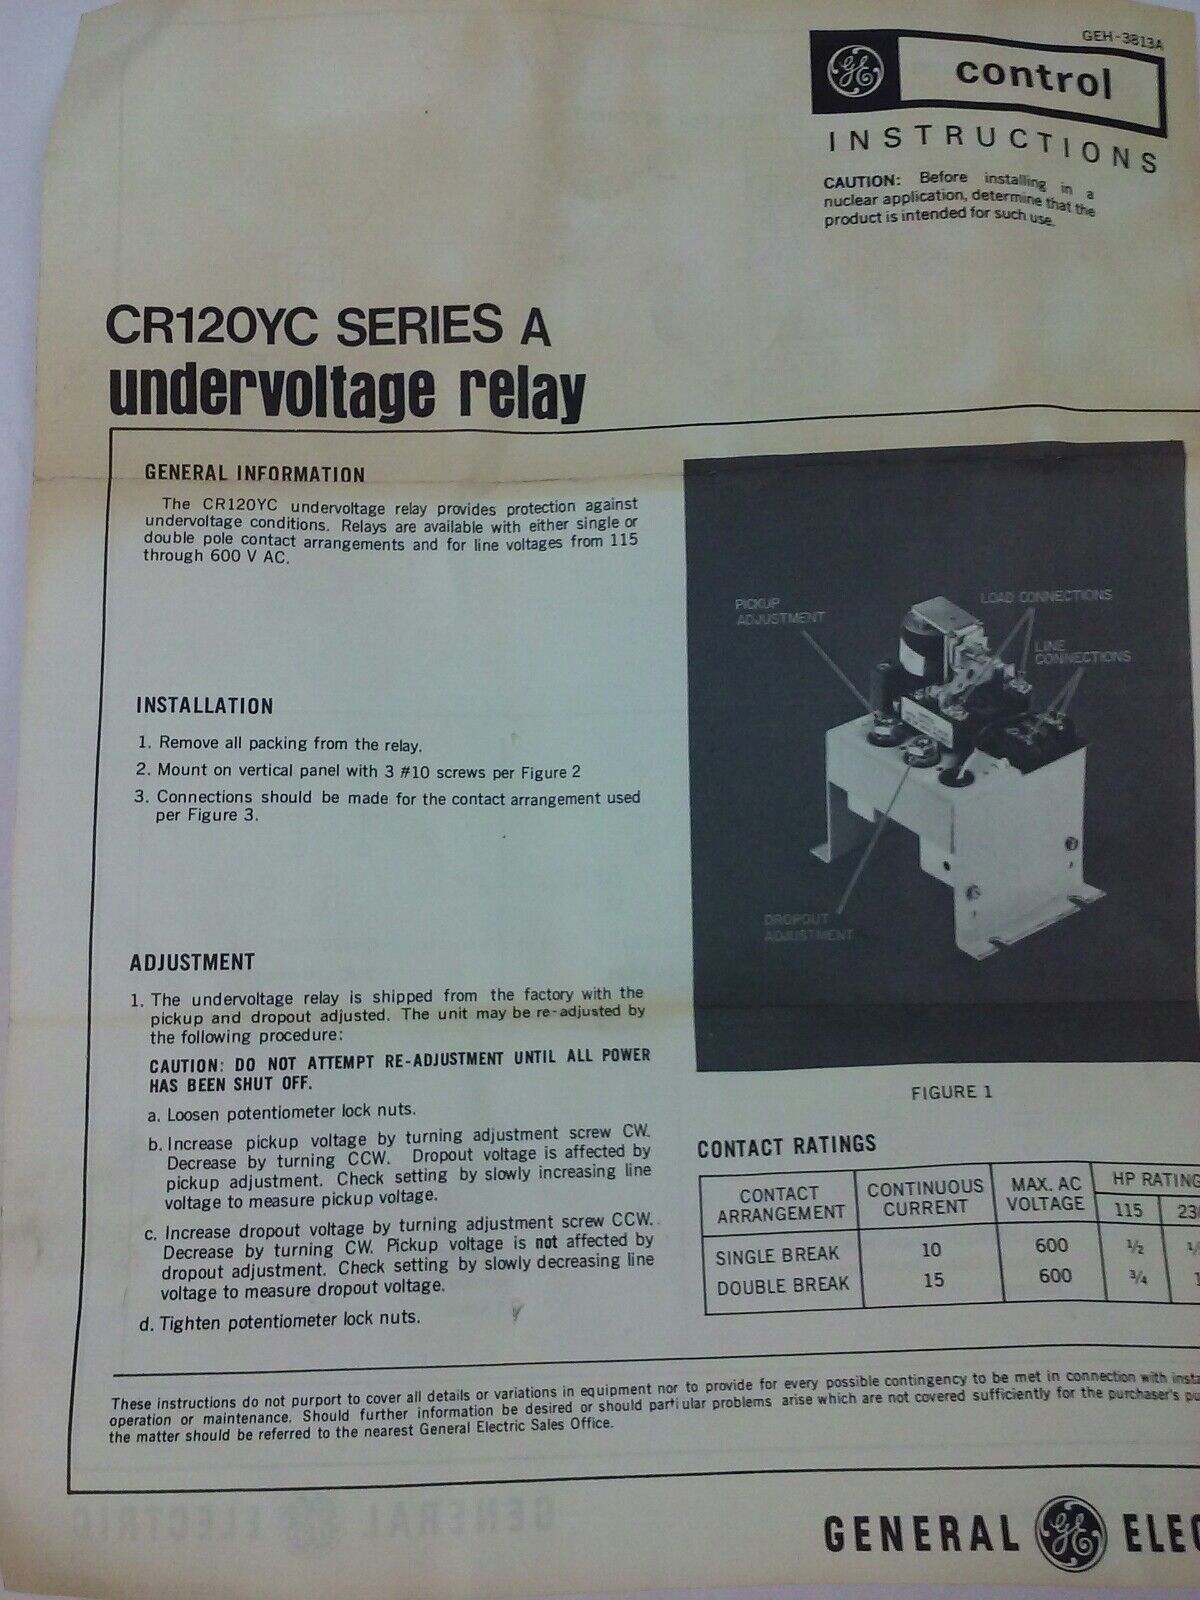 GEH-3813A
GE control
INSTRUCTIONS
CAUTION: Before installing in a
nuclear application, determine that the
product is intended for such use.
CR120YC SERIES A
undervoltage relay
GENERAL INFORMATION
The CR120YC undervoltage relay provides protection against
undervoltage conditions. Relays are available with either single or
double pole contact arrangements and for line voltages from 115
through 600 V AC.
INSTALLATION
1. Remove all packing from the relay.
2. Mount on vertical panel with 3 #10 screws per Figure 2
3. Connections should be made for the contact arrangement used
per Figure 3.
ADJUSTMENT
1. The undervoltage relay is shipped from the factory with the
pickup and dropout adjusted. The unit may be re-adjusted by
the following procedure:
CAUTION: DO NOT ATTEMPT RE-ADJUSTMENT UNTIL ALL POWER
HAS BEEN SHUT OFF.
a. Loosen potentiometer lock nuts.
b. Increase pickup voltage by turning adjustment screw CW.
Decrease by turning CCW. Dropout voltage is affected by
pickup adjustment. Check setting by slowly increasing line
voltage to measure pickup voltage.
c. Increase dropout voltage by turning adjustment screw CCW.
Decrease by turning CW. Pickup voltage is not affected by
dropout adjustment. Check setting by slowly decreasing line
voltage to measure dropout voltage.
d. Tighten potentiometer lock nuts.
PICKUP
ADJUSTMENT
LOAD CONNECTIONS
LINE
CONNECTIONS
DROPOUT
ADJUSTMENT
FIGURE 1
CONTACT RATINGS
CONTACT
ARRANGEMENT
CONTINUOUS
CURRENT
MAX. AC
VOLTAGE
HP RATING
115
SINGLE BREAK 10 600 1/2
DOUBLE BREAK 15 600 3/4
These instructions do not purport to cover all details or variations in equipment nor to provide for every possible contingency to be met in connection with
operation or maintenance. Should further information be desired or should particular problems arise which are not covered sufficiently for the purchaser's
the matter should be referred to the nearest General Electric Sales Office.
GENERAL GE ELEC